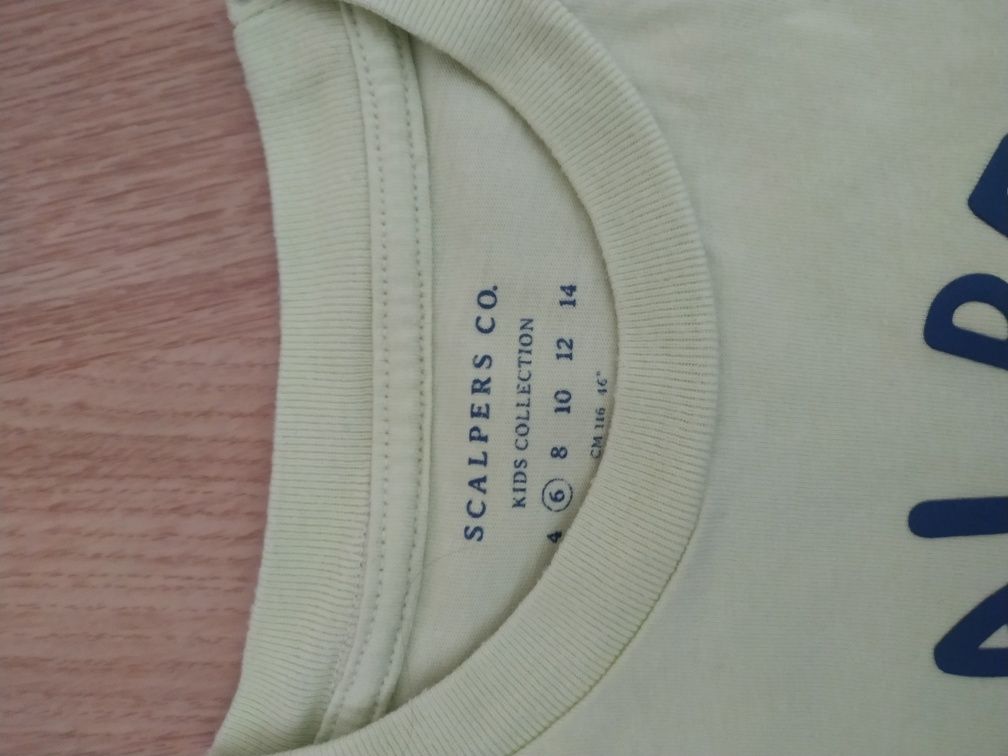 SCALPERS CO.
KIDS COLLECTION
4 6 8 10 12 14
CM 116 46"